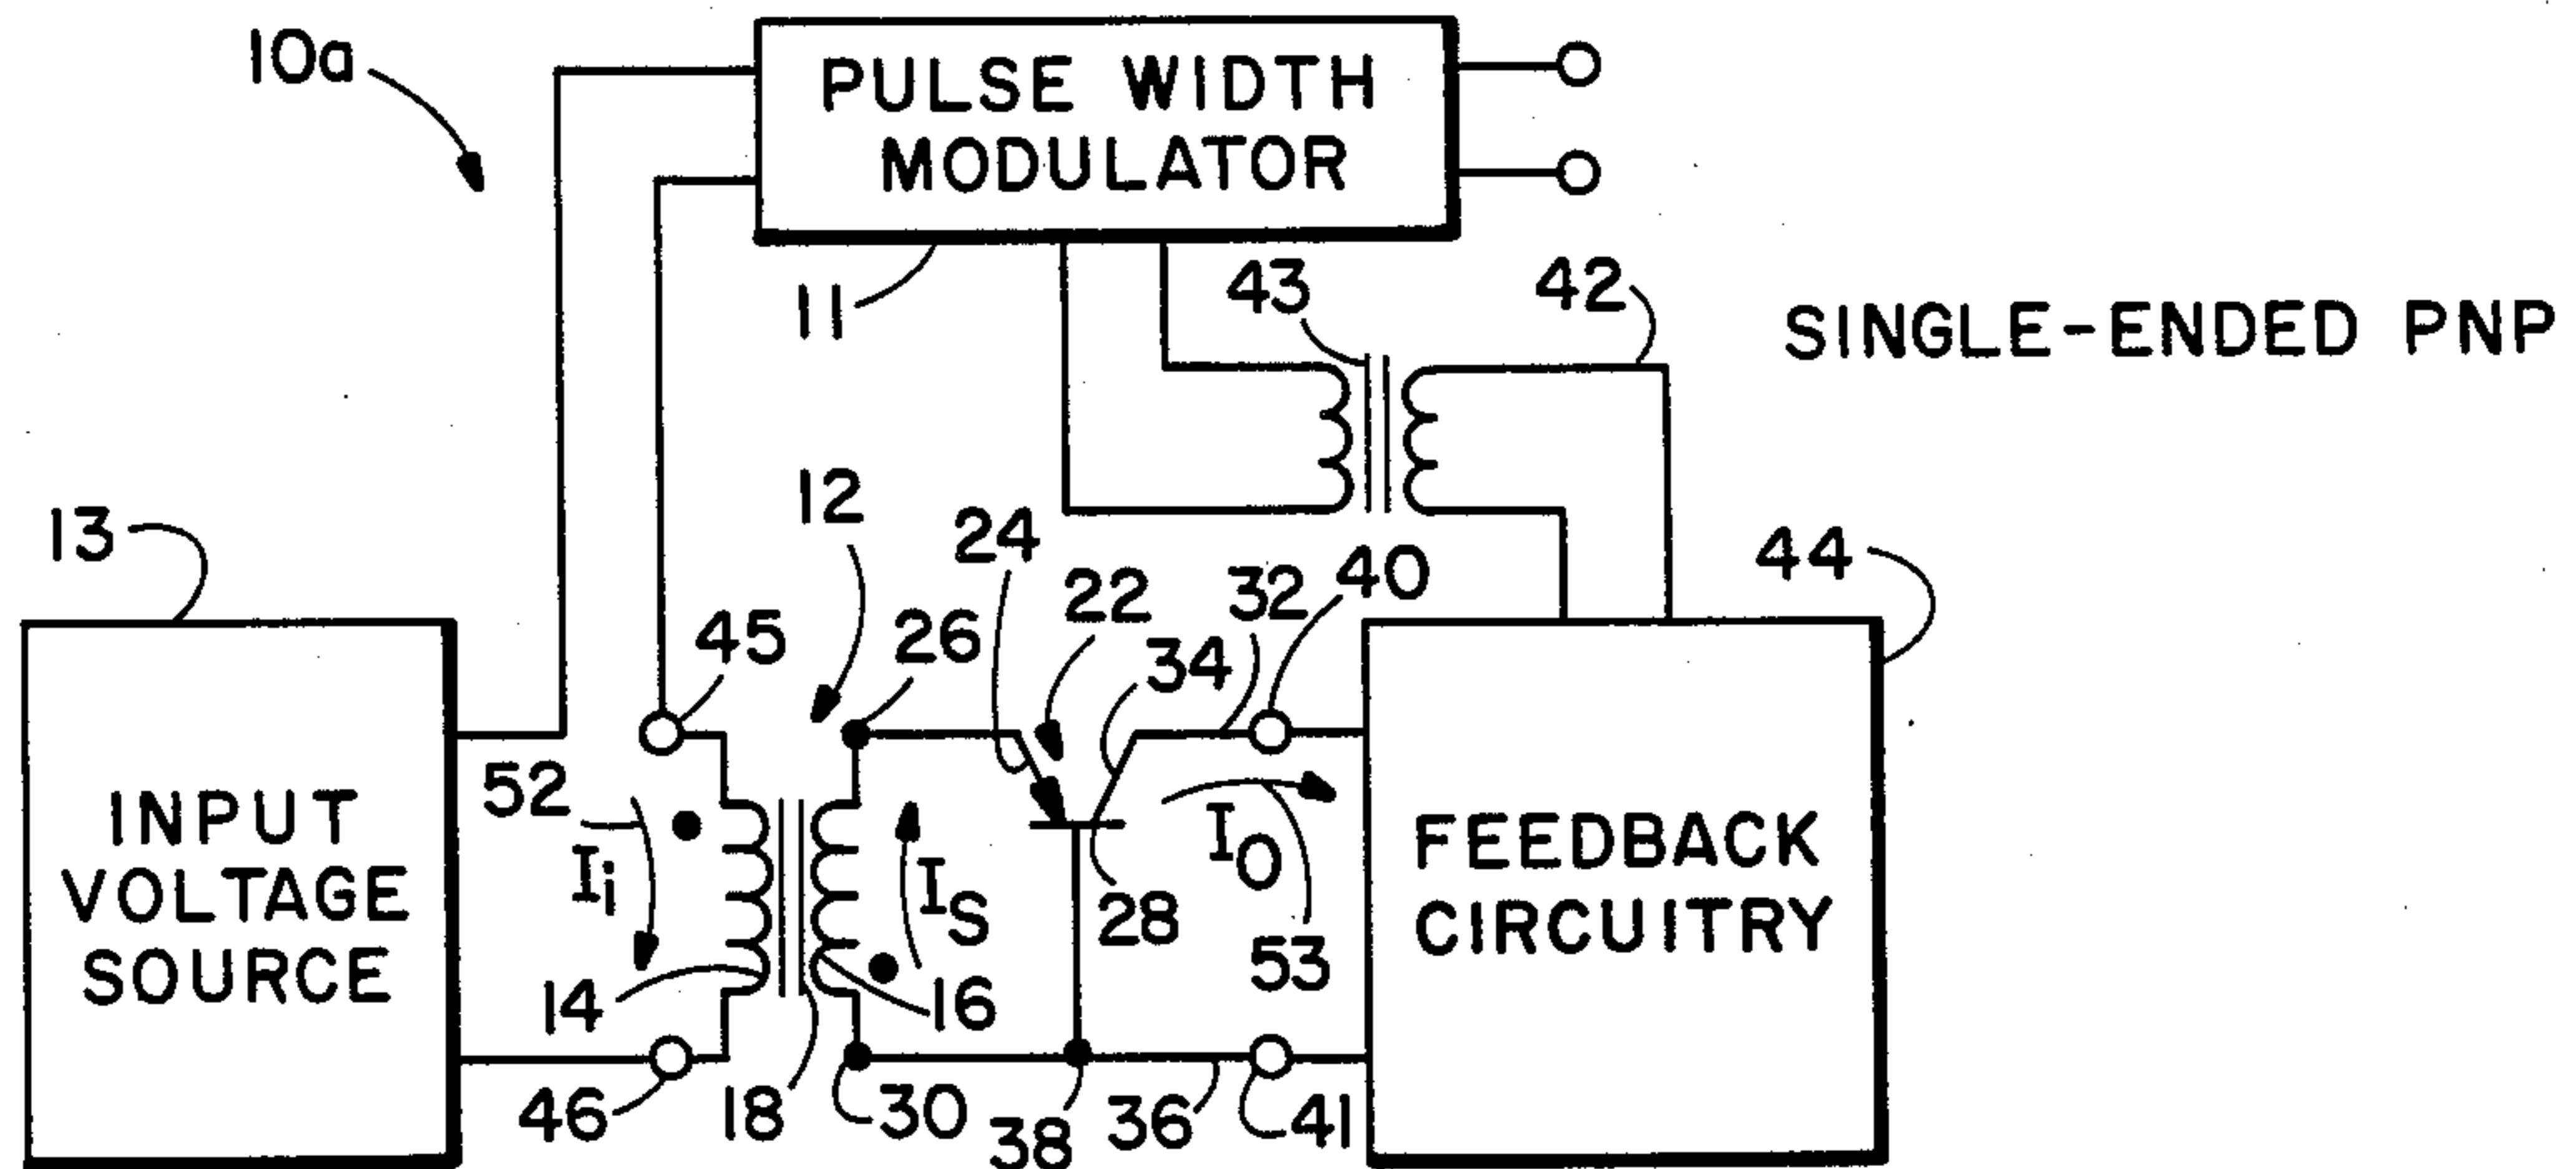 10a
PULSE WIDTH
MODULATOR
11
43
42
SINGLE-ENDED PNP
12
13
24
40
44
22
32
45
26
34
52
INPUT
VOLTAGE
SOURCE
Ii
IS
IO
FEEDBACK
CIRCUITRY
28
53
14
16
46
18
30
38
36
41